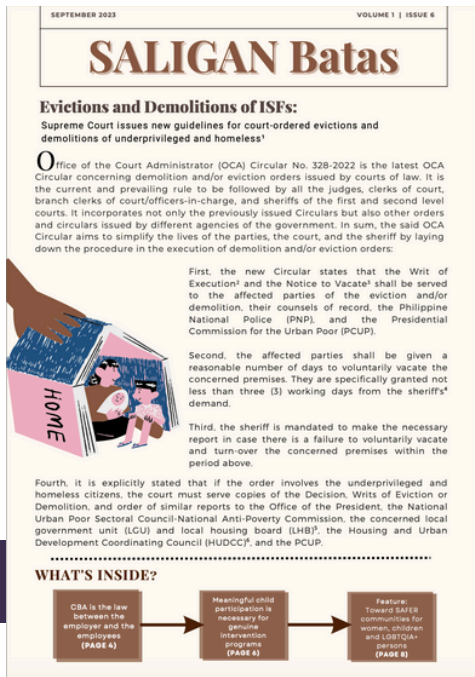 SEPTEMBER 2023
VOLUME 1 | ISSUE 6
SALIGAN Batas
Evictions and Demolitions of ISFs:
Supreme Court issues new guidelines for court-ordered evictions and
demolitions of underprivileged and homeless¹
Office of the Court Administrator (OCA) Circular No. 328-2022 is the latest OCA
Circular concerning demolition and/or eviction orders issued by courts of law. It is
the current and prevailing rule to be followed by all the judges, clerks of court,
branch clerks of court/officers-in-charge, and sheriffs of the first and second level
courts. It incorporates not only the previously issued Circulars but also other orders
and circulars issued by different agencies of the government. In sum, the said OCA
Circular aims to simplify the lives of the parties, the court, and the sheriff by laying
down the procedure in the execution of demolition and/or eviction orders:
First, the new Circular states that the Writ of
Execution² and the Notice to Vacate³ shall be served
to the affected parties of the eviction and/or
demolition, their counsels of record, the Philippine
National Police (PNP), and the Presidential
Commission for the Urban Poor (PCUP).
HOME
Second, the affected parties shall be given a
reasonable number of days to voluntarily vacate the
concerned premises. They are specifically granted not
less than three (3) working days from the sheriff's⁴
demand.
Third, the sheriff is mandated to make the necessary
report in case there is a failure to voluntarily vacate
and turn-over the concerned premises within the
period above.
Fourth, it is explicitly stated that if the order involves the underprivileged and
homeless citizens, the court must serve copies of the Decision, Writs of Eviction or
Demolition, and order of similar reports to the Office of the President, the National
Urban Poor Sectoral Council-National Anti-Poverty Commission, the concerned local
government unit (LGU) and local housing board (LHB)⁵, the Housing and Urban
Development Coordinating Council (HUDCC)⁶, and the PCUP.
WHAT'S INSIDE?
CBA is the law
between the
employer and the
employees
(PAGE 4)
Meaningful child
participation is
necessary for
genuine
intervention
programs
(PAGE 6)
Feature:
Toward SAFER
communities for
women, children
and LGBTQIA+
persons
(PAGE 8)